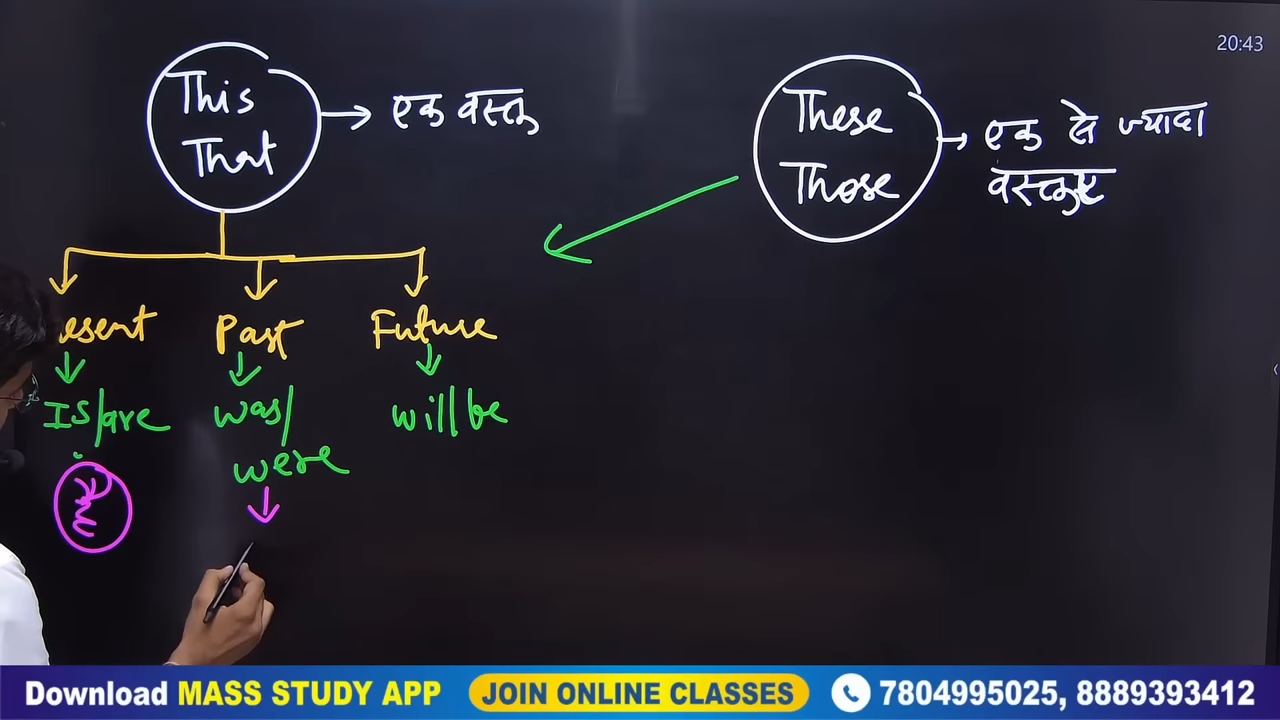 20:43
This
That
एक वस्तु
These
Those
एक से ज्यादा
वस्तुए
esent
Past
Future
Is/are
was/
were
will be
Download MASS STUDY APP
JOIN ONLINE CLASSES
7804995025, 8889393412